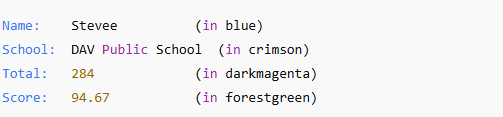 Name:    Stevee          (in blue)
School:  DAV Public School  (in crimson)
Total:   284             (in darkmagenta)
Score:   94.67           (in forestgreen)